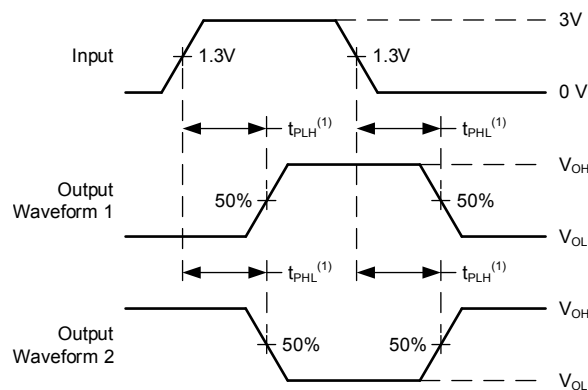 3V
Input
1.3V
1.3V
0 V
tPLH(1)
tPHL(1)
VOH
Output
Waveform 1
50%
50%
VOL
tPHL(1)
tPLH(1)
VOH
Output
Waveform 2
50%
50%
VOL